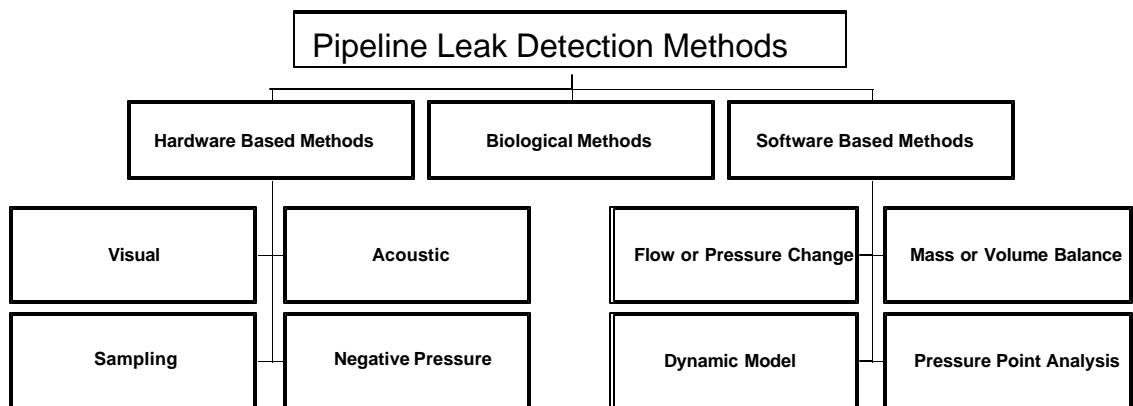 Pipeline Leak Detection Methods
Hardware Based Methods
Biological Methods
Software Based Methods
Visual
Acoustic
Flow or Pressure Change
Mass or Volume Balance
Sampling
Negative Pressure
Dynamic Model
Pressure Point Analysis